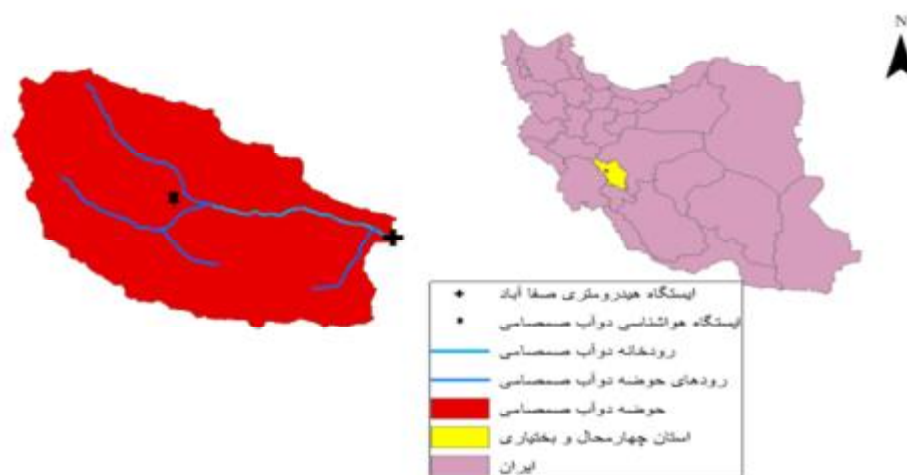 N
ایستگاه هیدرومتری صفا آباد
ایستگاه هواشناسی دوآب صمصامی
رودخانه دوآب صمصامی
رودهای حوضه دوآب صمصامی
حوضه دوآب صمصامی
استان چهارمحال و بختیاری
ایران